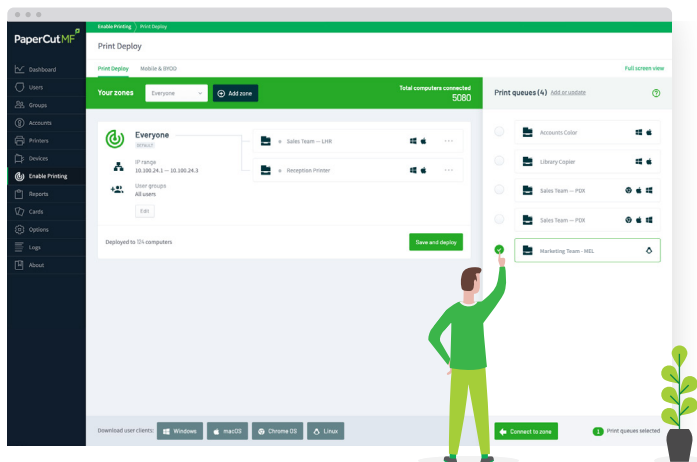 Enable Printing Print Deploy
PaperCutMF
Print Deploy
Print Deploy Mobile & BYOD Full screen view
Dashboard
Users
Groups
Accounts
Printers
Devices
Enable Printing
Reports
Cards
Options
Logs
About
Your zones Everyone Add zone
Total computers connected
5080
Everyone
DEFAULT
Sales Team — LHR
IP range
10.100.24.1 — 10.100.24.3
Reception Printer
User groups
All users
Edit
Deployed to 124 computers
Save and deploy
Print queues (4) Add or update
Accounts Color
Library Copier
Sales Team — PDX
Sales Team — PDX
Marketing Team - MEL
Download user clients: Windows macOS Chrome OS Linux
Connect to zone
1 Print queues selected